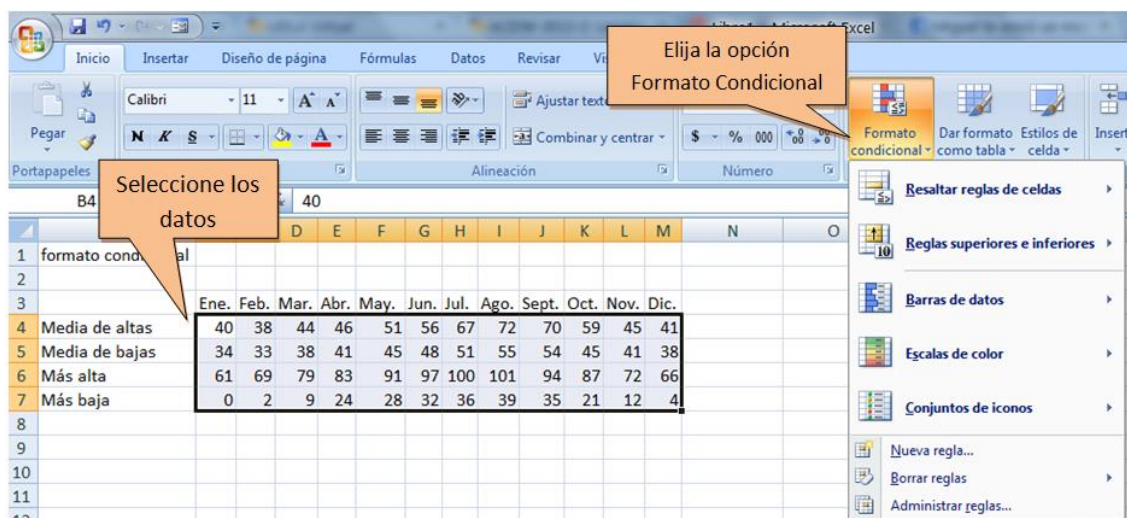 Microsoft Excel
Elija la opción
Formato Condicional
Inicio Insertar Diseño de página Fórmulas Datos Revisar
Pegar
Calibri 11 A A
N K S A
Ajustar
Combinar y centrar
$ % 000
Formato condicional
Dar formato como tabla
Estilos de celda
Portapapeles Alineación Número
Seleccione los
datos
B4 40
D E F G H I J K L M N O
1 formato
2
3 Ene. Feb. Mar. Abr. May. Jun. Jul. Ago. Sept. Oct. Nov. Dic.
4 Media de altas 40 38 44 46 51 56 67 72 70 59 45 41
5 Media de bajas 34 33 38 41 45 48 51 55 54 45 41 38
6 Más alta 61 69 79 83 91 97 100 101 94 87 72 66
7 Más baja 0 2 9 24 28 32 36 39 35 21 12 4
8
9
10
11
Resaltar reglas de celdas
10 Reglas superiores e inferiores
Barras de datos
Escalas de color
Conjuntos de iconos
Nueva regla...
Borrar reglas
Administrar reglas...